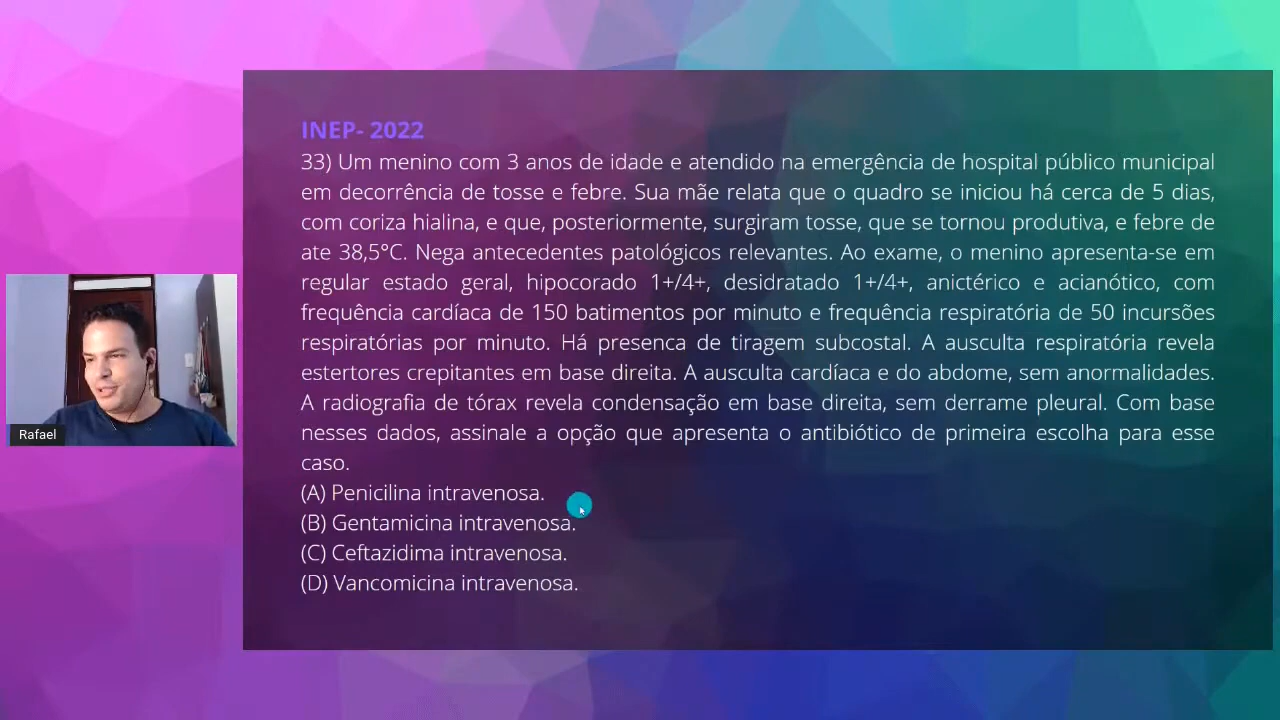 INEP- 2022
33) Um menino com 3 anos de idade e atendido na emergência de hospital público municipal
em decorrência de tosse e febre. Sua mãe relata que o quadro se iniciou há cerca de 5 dias,
com coriza hialina, e que, posteriormente, surgiram tosse, que se tornou produtiva, e febre de
ate 38,5°C. Nega antecedentes patológicos relevantes. Ao exame, o menino apresenta-se em
regular estado geral, hipocorado 1+/4+, desidratado 1+/4+, anictérico e acianótico, com
frequência cardíaca de 150 batimentos por minuto e frequência respiratória de 50 incursões
respiratórias por minuto. Há presenca de tiragem subcostal. A ausculta respiratória revela
estertores crepitantes em base direita. A ausculta cardíaca e do abdome, sem anormalidades.
A radiografia de tórax revela condensação em base direita, sem derrame pleural. Com base
nesses dados, assinale a opção que apresenta o antibiótico de primeira escolha para esse
caso.
(A) Penicilina intravenosa.
(B) Gentamicina intravenosa.
(C) Ceftazidima intravenosa.
(D) Vancomicina intravenosa.
Rafael